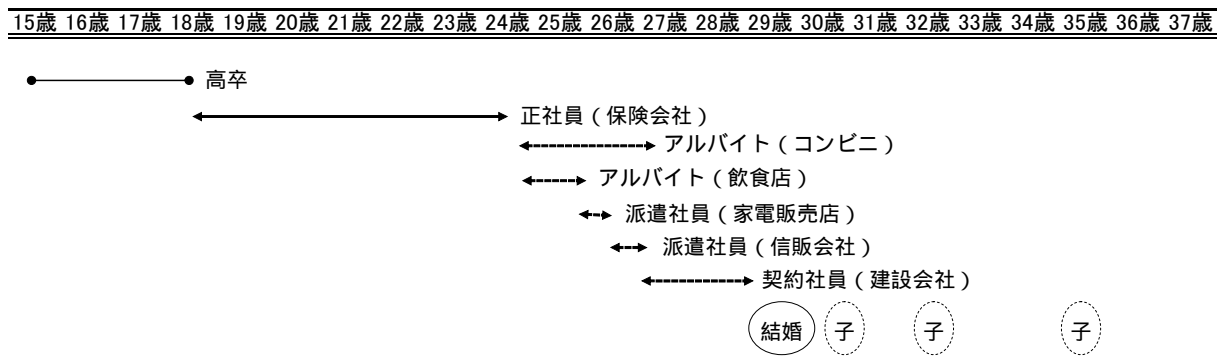 15歳 16歳 17歳 18歳 19歳 20歳 21歳 22歳 23歳 24歳 25歳 26歳 27歳 28歳 29歳 30歳 31歳 32歳 33歳 34歳 35歳 36歳 37歳
高卒
正社員（保険会社）
アルバイト（コンビニ）
アルバイト（飲食店）
派遣社員（家電販売店）
派遣社員（信販会社）
契約社員（建設会社）
結婚 子 子 子